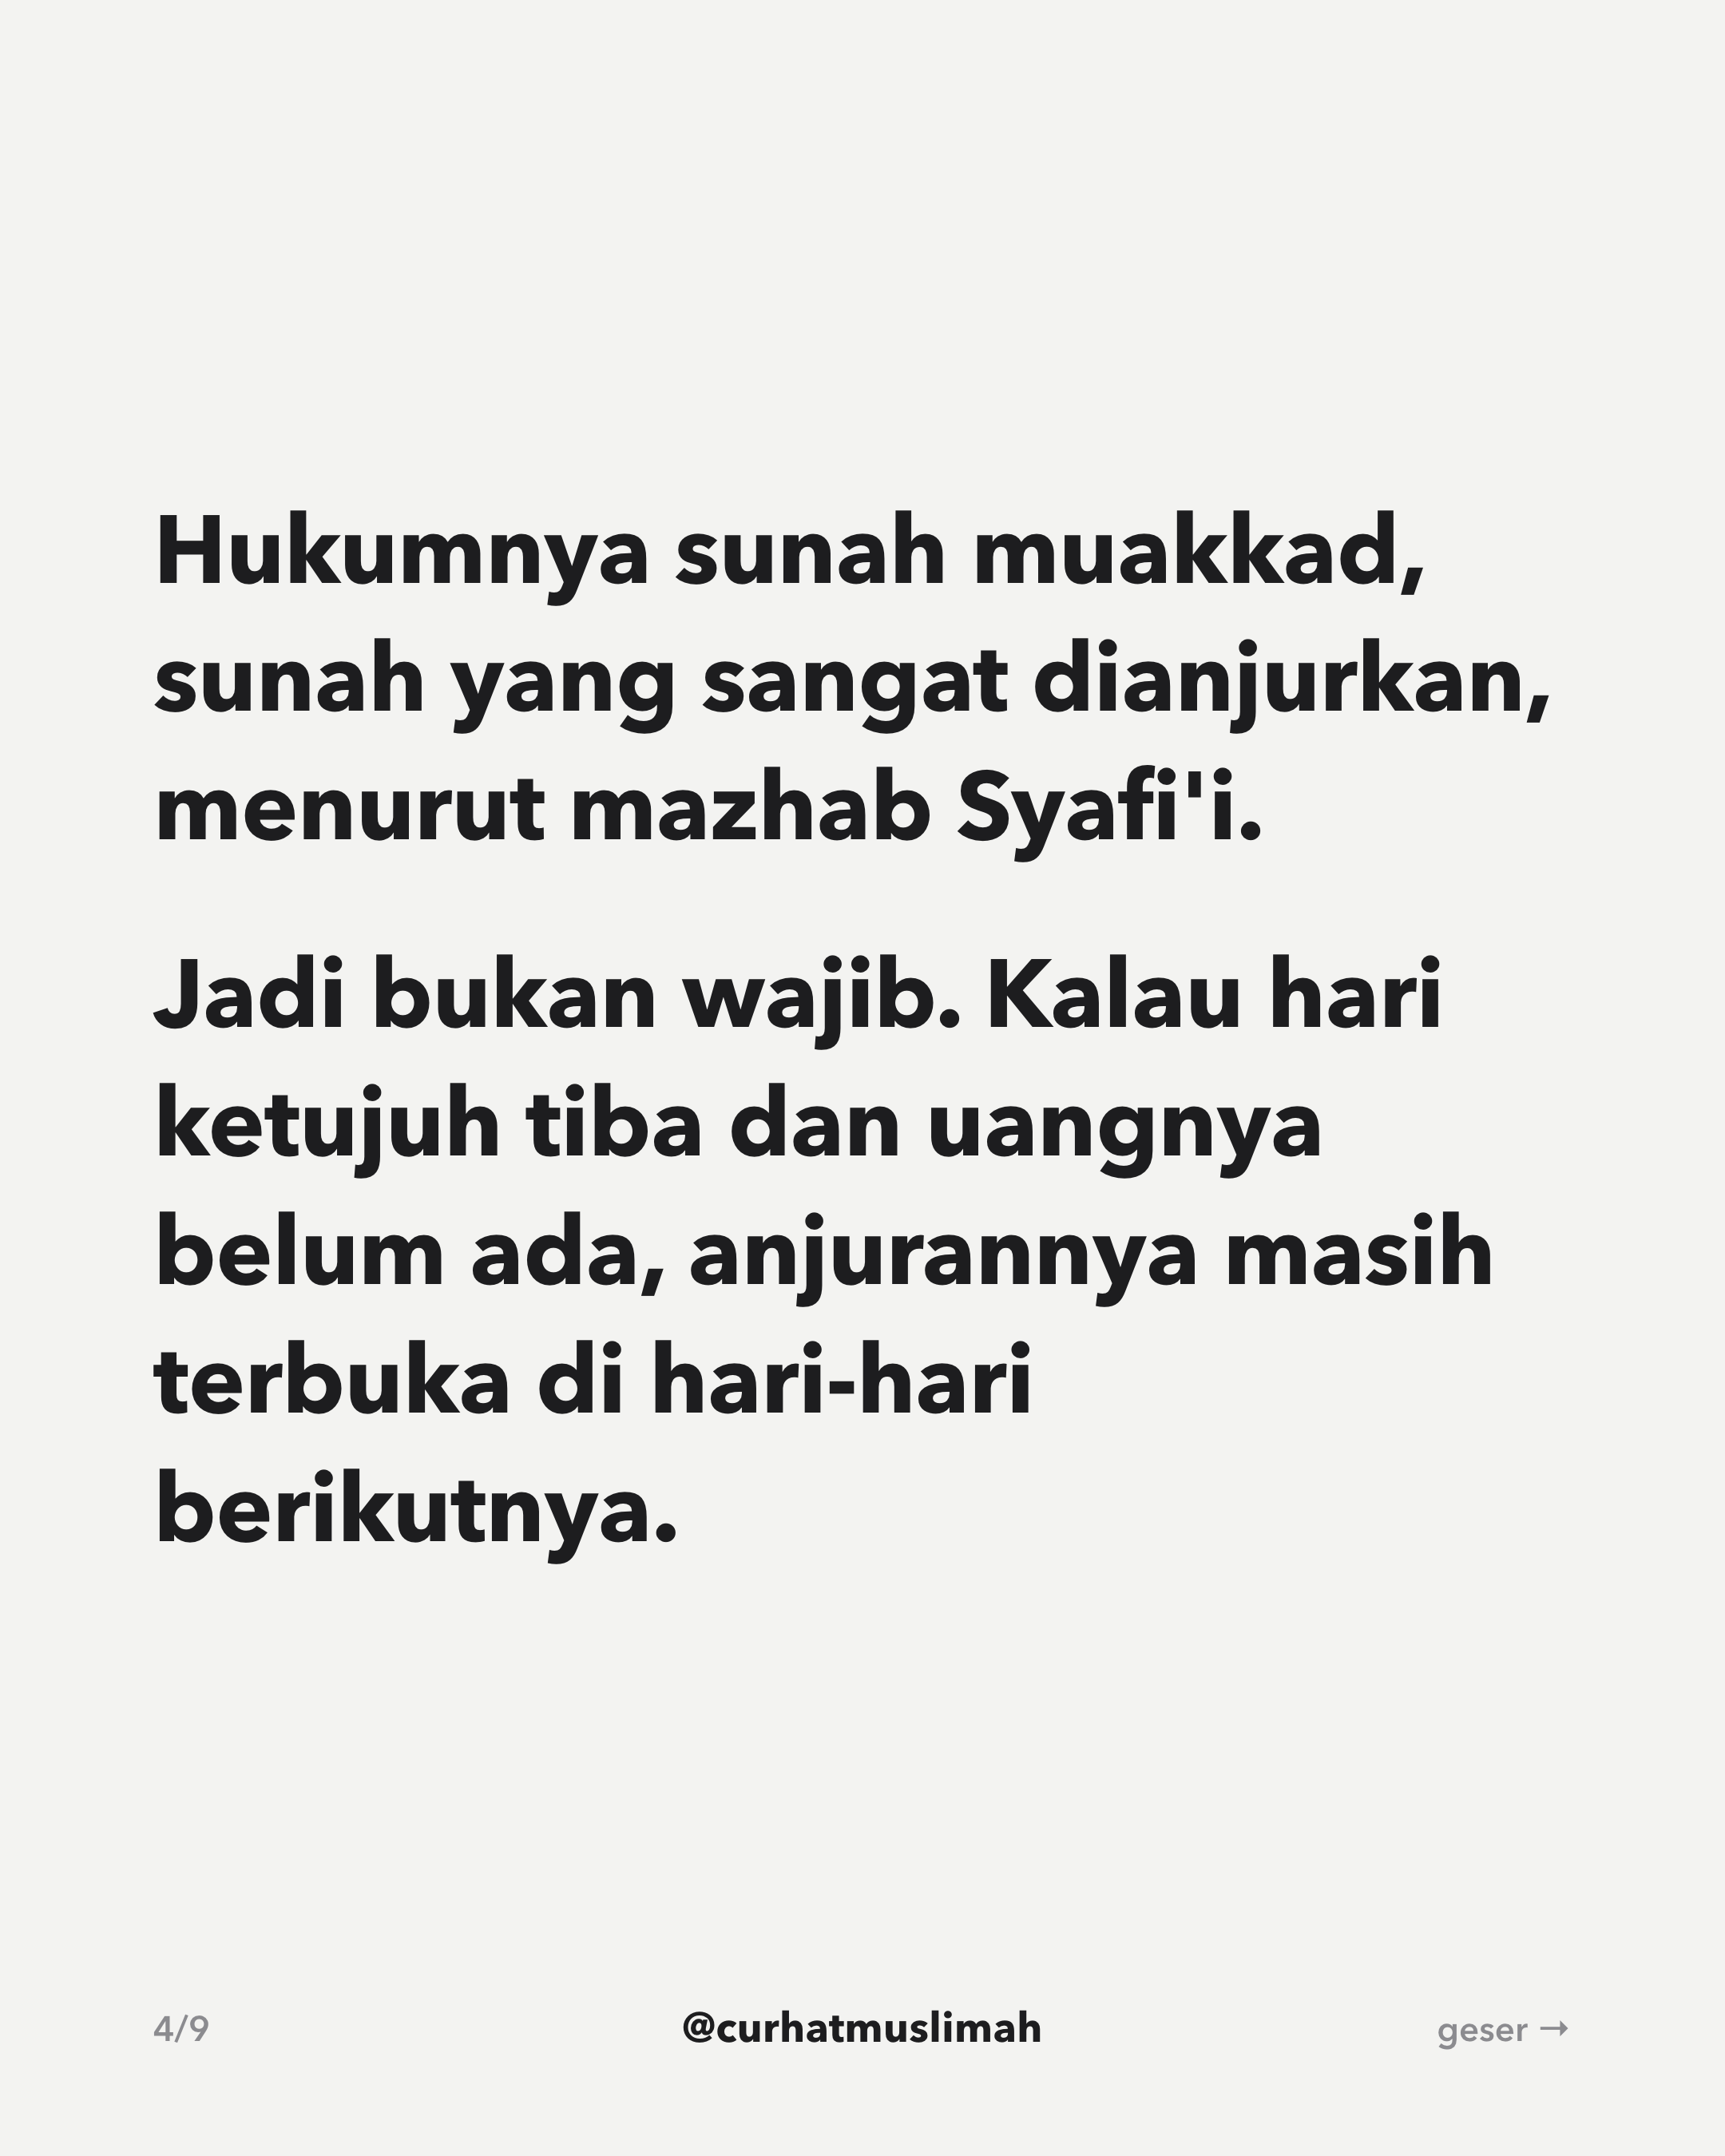 Hukumnya sunah muakkad,
sunah yang sangat dianjurkan,
menurut mazhab Syafi'i.
Jadi bukan wajib. Kalau hari
ketujuh tiba dan uangnya
belum ada, anjurannya masih
terbuka di hari-hari
berikutnya.
4/9
@curhatmuslimah
geser →